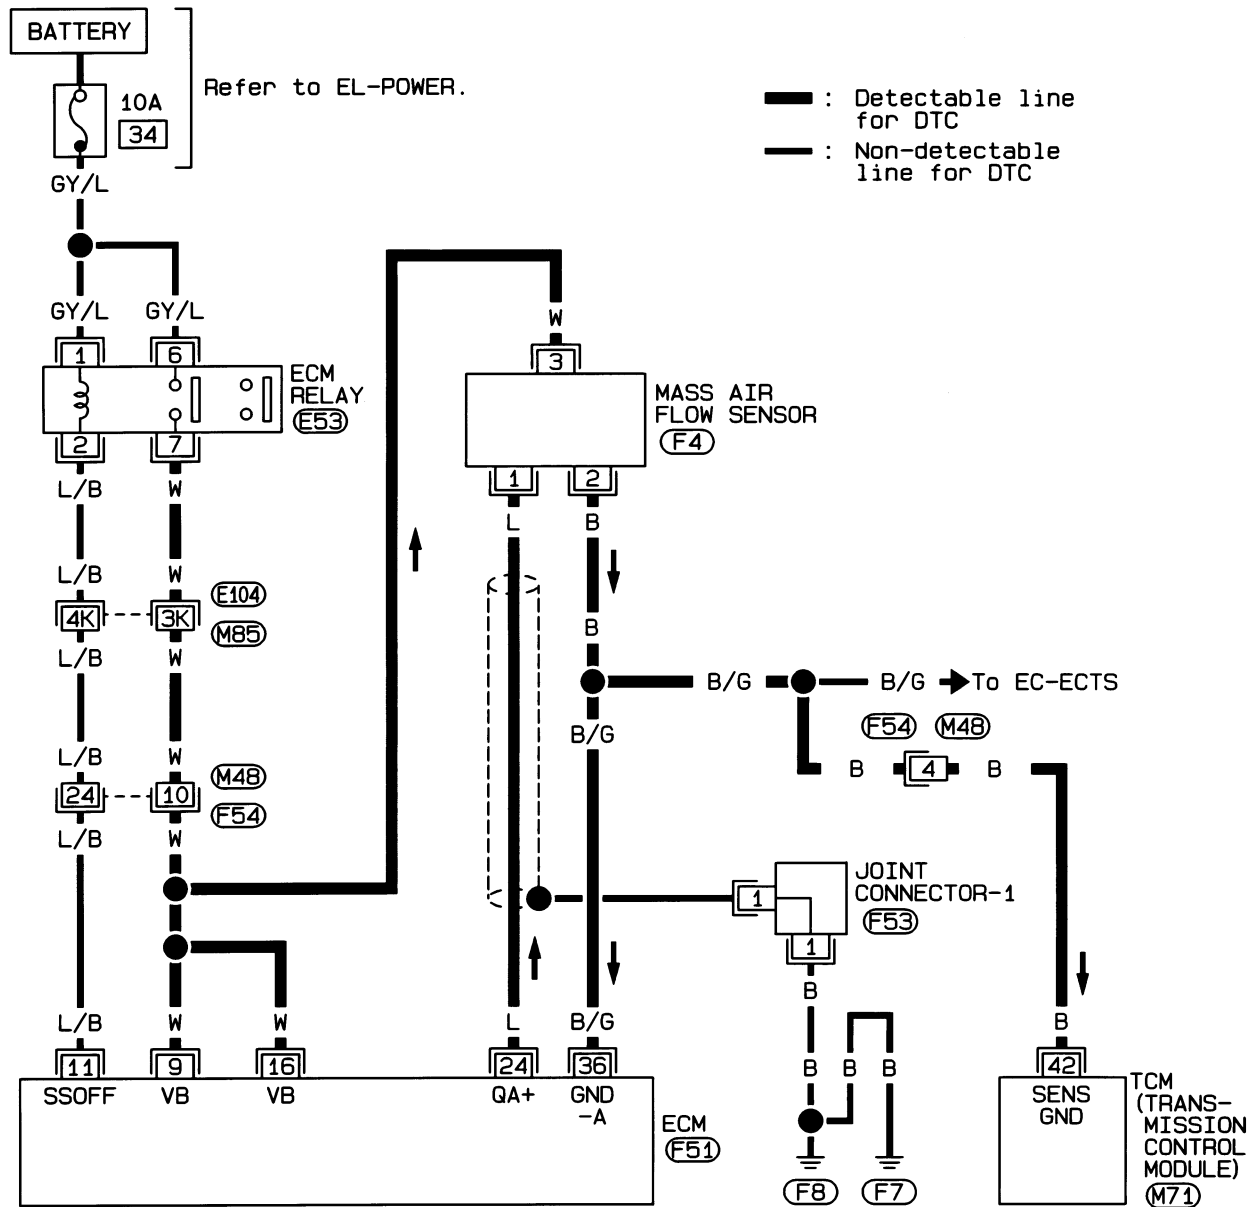 BATTERY
10A
34
Refer to EL-POWER.
: Detectable line
for DTC
: Non-detectable
line for DTC
GY/L
GY/L GY/L
1 6
ECM
RELAY
E53
2 7
L/B W
L/B W
E104
4K 3K
M85
L/B W
L/B W
M48
24 10
F54
L/B W
L/B W W
11 9 16
SSOFF VB VB
W
3
MASS AIR
FLOW SENSOR
F4
1 2
L B
B
B/G B/G To EC-ECTS
B/G
F54 M48
B 4 B
JOINT
CONNECTOR-1
F53
1
1
B
L B/G
24 36
QA+ GND
-A
ECM
F51
B B B
F8 F7
B
42
SENS
GND
TCM
(TRANS-
MISSION
CONTROL
MODULE)
M71